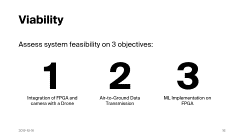 Viability
Assess system feasibility on 3 objectives:
1
2
3
Integration of FPGA and
camera with a Drone
Air-to-Ground Data
Transmission
ML Implementation on
FPGA